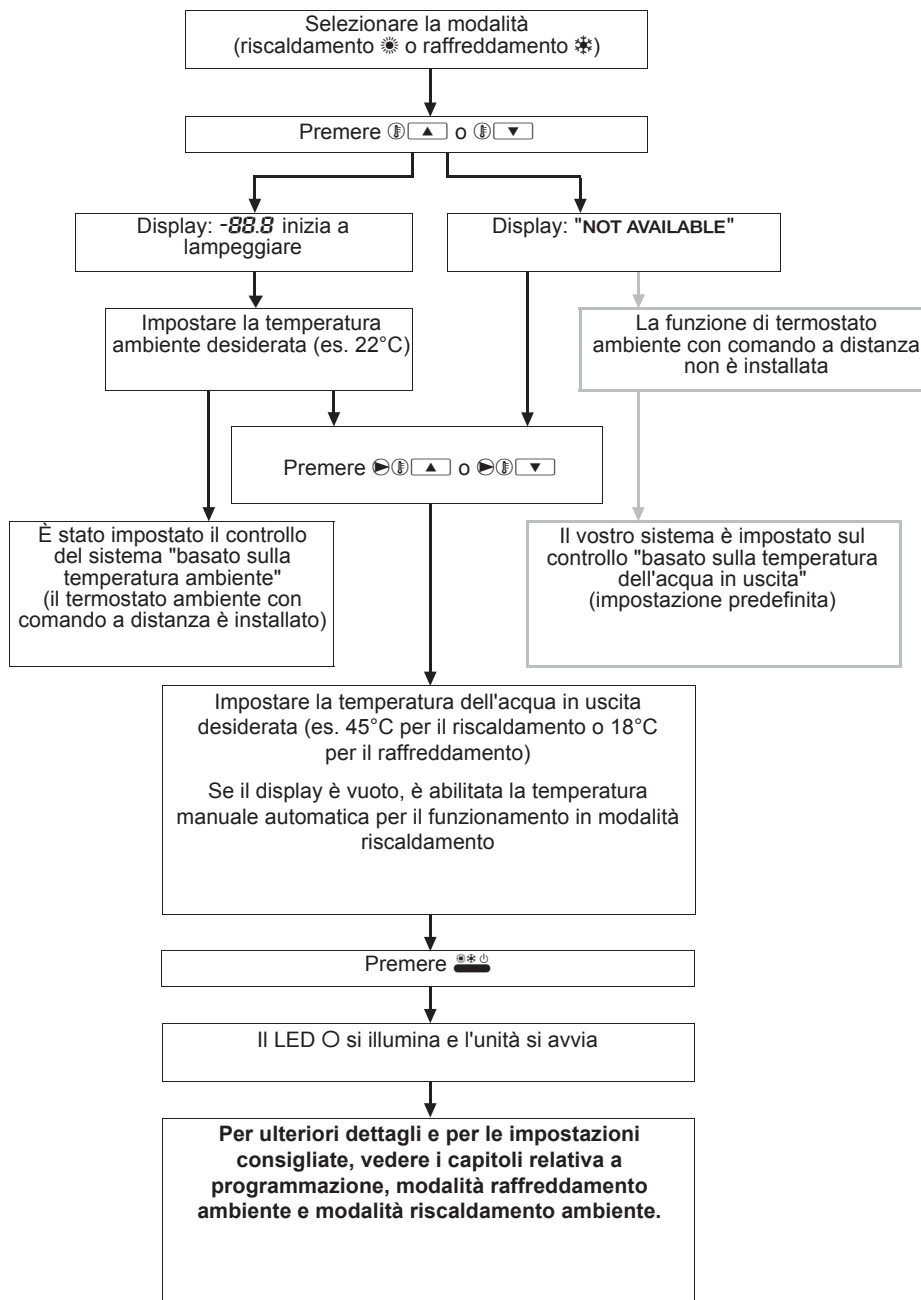 Selezionare la modalità
(riscaldamento ☀ o raffreddamento ❄)
Premere ▲ o ▼
Display: -88.8 inizia a
lampeggiare
Display: "NOT AVAILABLE"
Impostare la temperatura
ambiente desiderata (es. 22°C)
La funzione di termostato
ambiente con comando a distanza
non è installata
Premere ▲ o ▼
È stato impostato il controllo
del sistema "basato sulla
temperatura ambiente"
(il termostato ambiente con
comando a distanza è installato)
Il vostro sistema è impostato sul
controllo "basato sulla temperatura
dell'acqua in uscita"
(impostazione predefinita)
Impostare la temperatura dell'acqua in uscita
desiderata (es. 45°C per il riscaldamento o 18°C
per il raffreddamento)
Se il display è vuoto, è abilitata la temperatura
manuale automatica per il funzionamento in modalità
riscaldamento
Premere
Il LED O si illumina e l'unità si avvia
Per ulteriori dettagli e per le impostazioni
consigliate, vedere i capitoli relativa a
programmazione, modalità raffreddamento
ambiente e modalità riscaldamento ambiente.